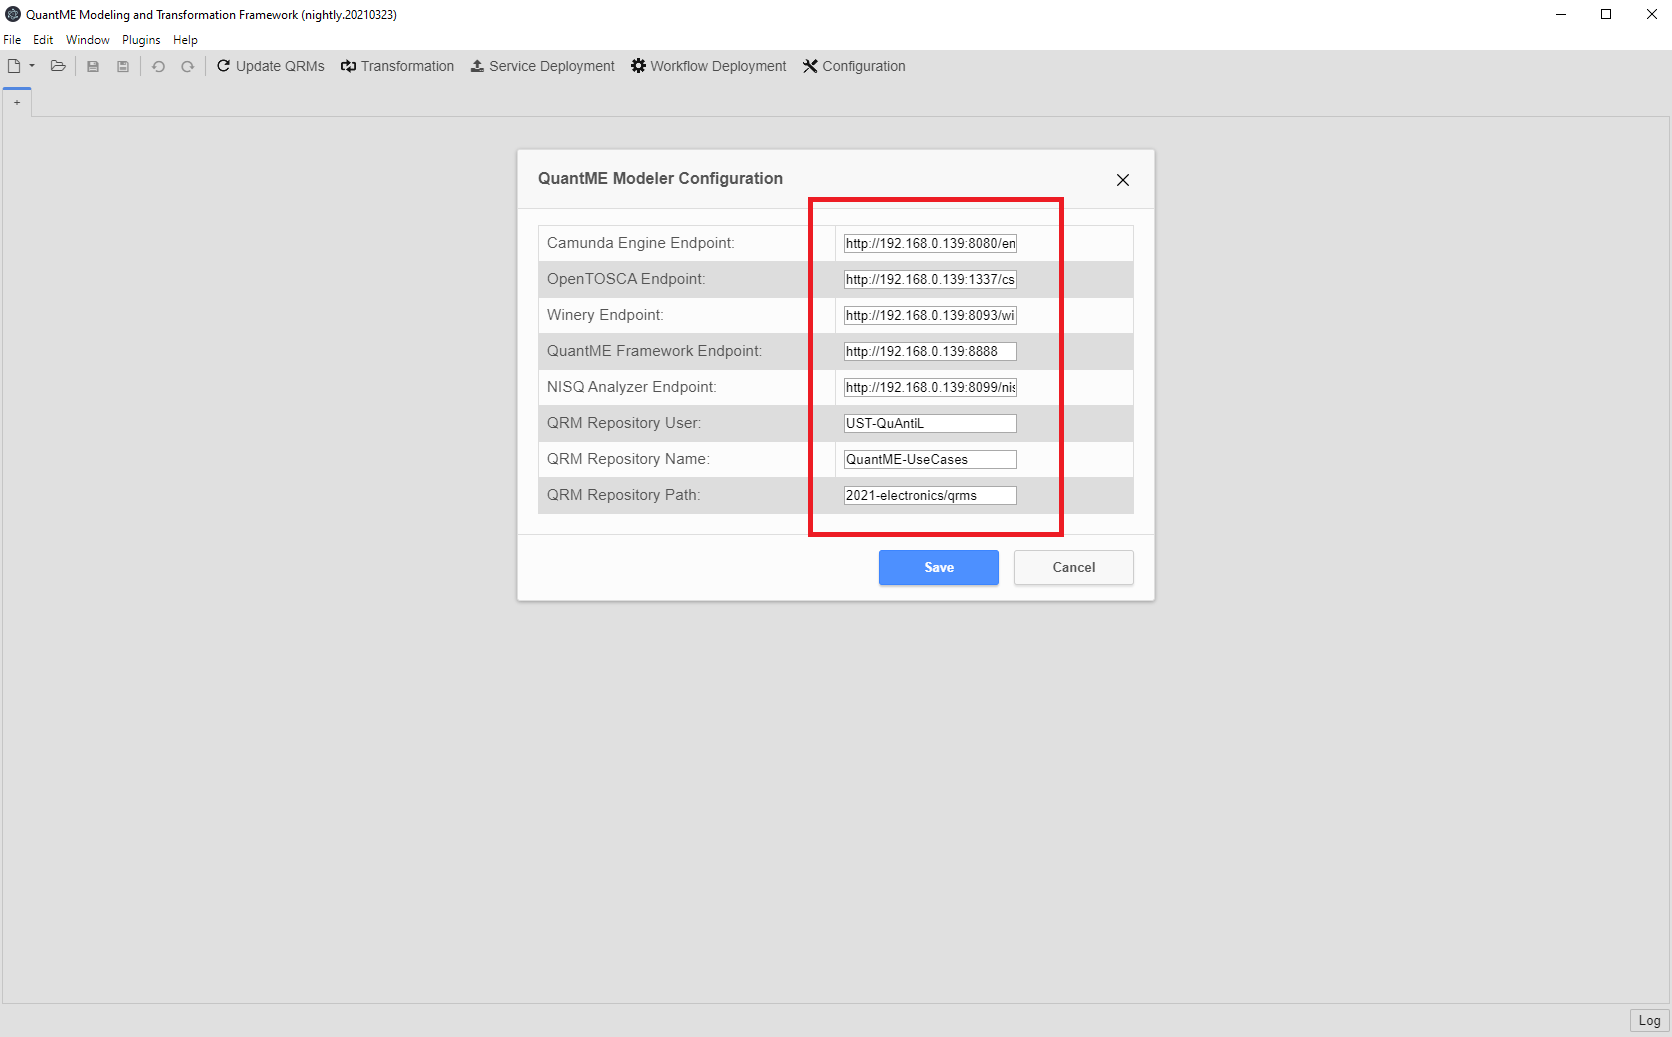 QuantME Modeling and Transformation Framework (nightly.20210323)
File Edit Window Plugins Help
Update QRMs Transformation Service Deployment Workflow Deployment Configuration
+
QuantME Modeler Configuration
Camunda Engine Endpoint: http://192.168.0.139:8080/en
OpenTOSCA Endpoint: http://192.168.0.139:1337/cs
Winery Endpoint: http://192.168.0.139:8093/wi
QuantME Framework Endpoint: http://192.168.0.139:8888
NISQ Analyzer Endpoint: http://192.168.0.139:8099/nis
QRM Repository User: UST-QuAntiL
QRM Repository Name: QuantME-UseCases
QRM Repository Path: 2021-electronics/qrms
Save Cancel
Log